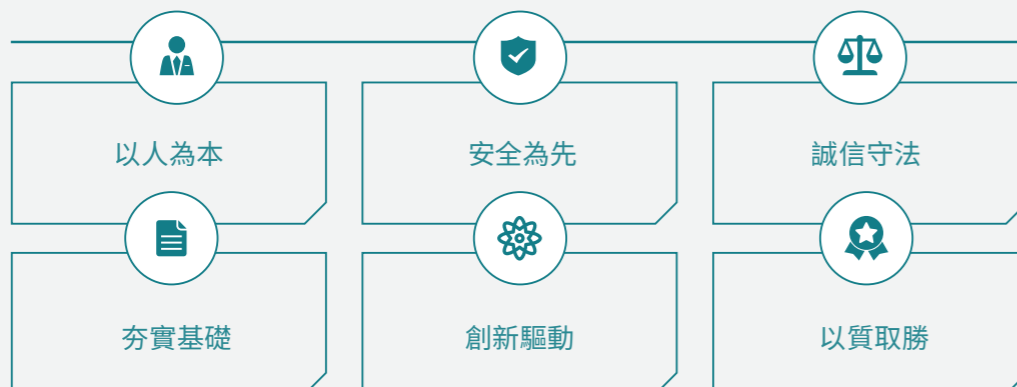 以人為本
安全為先
誠信守法
夯實基礎
創新驅動
以質取勝